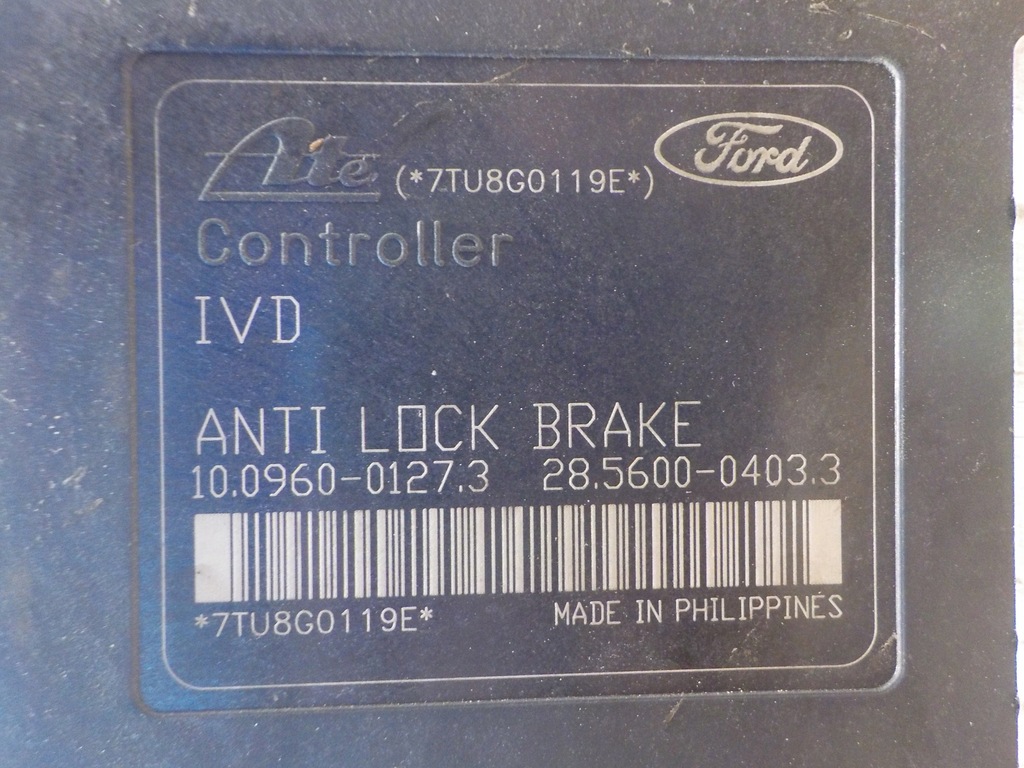 Ate (*7TU8G0119E*) Ford
Controller
IVD
ANTI LOCK BRAKE
10.0960-0127.3 28.5600-0403.3
*7TU8G0119E* MADE IN PHILIPPINES